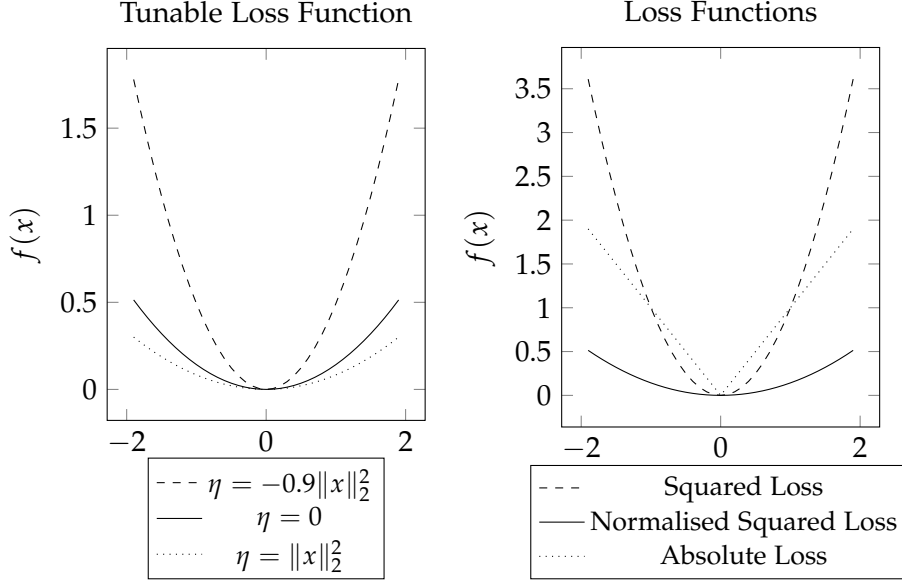 Tunable Loss Function
1.5
1
0.5
0
f(x)
−2
0
2
η = −0.9‖x‖₂²
η = 0
η = ‖x‖₂²
Loss Functions
3.5
3
2.5
2
1.5
1
0.5
0
f(x)
−2
0
2
Squared Loss
Normalised Squared Loss
Absolute Loss